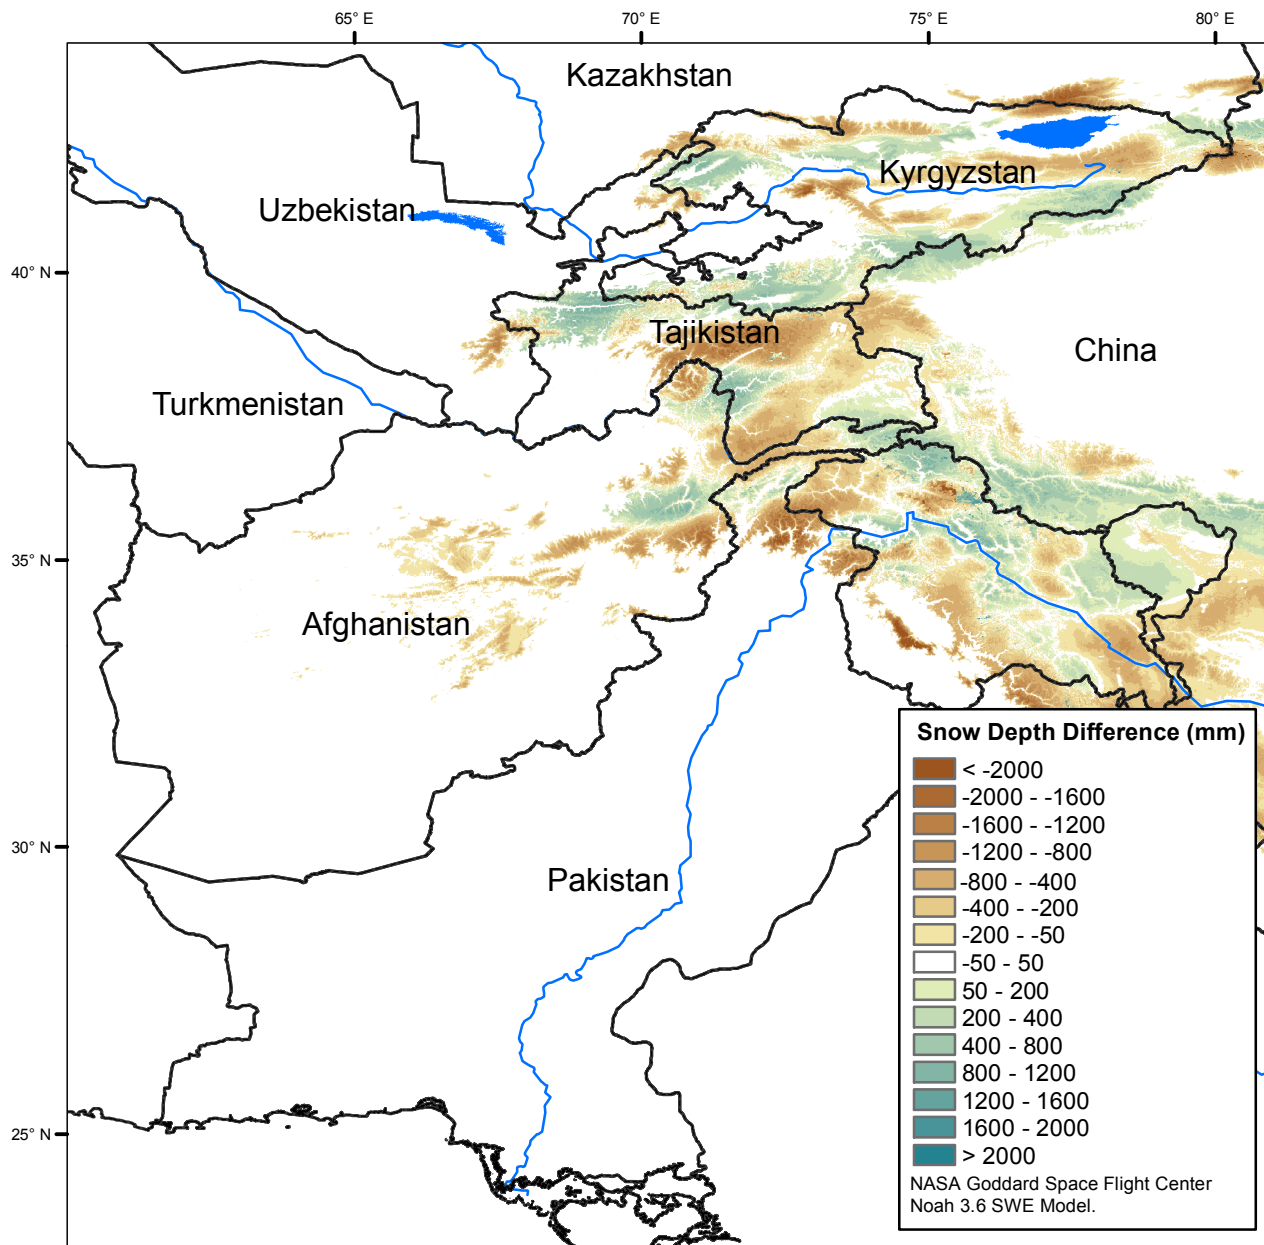 65° E
70° E
75° E
80° E
Kazakhstan
Kyrgyzstan
Uzbekistan
40° N
Tajikistan
China
Turkmenistan
35° N
Afghanistan
Snow Depth Difference (mm)
< -2000
-2000 - -1600
-1600 - -1200
-1200 - -800
-800 - -400
-400 - -200
-200 - -50
-50 - 50
50 - 200
200 - 400
400 - 800
800 - 1200
1200 - 1600
1600 - 2000
> 2000
NASA Goddard Space Flight Center
Noah 3.6 SWE Model.
30° N
Pakistan
25° N